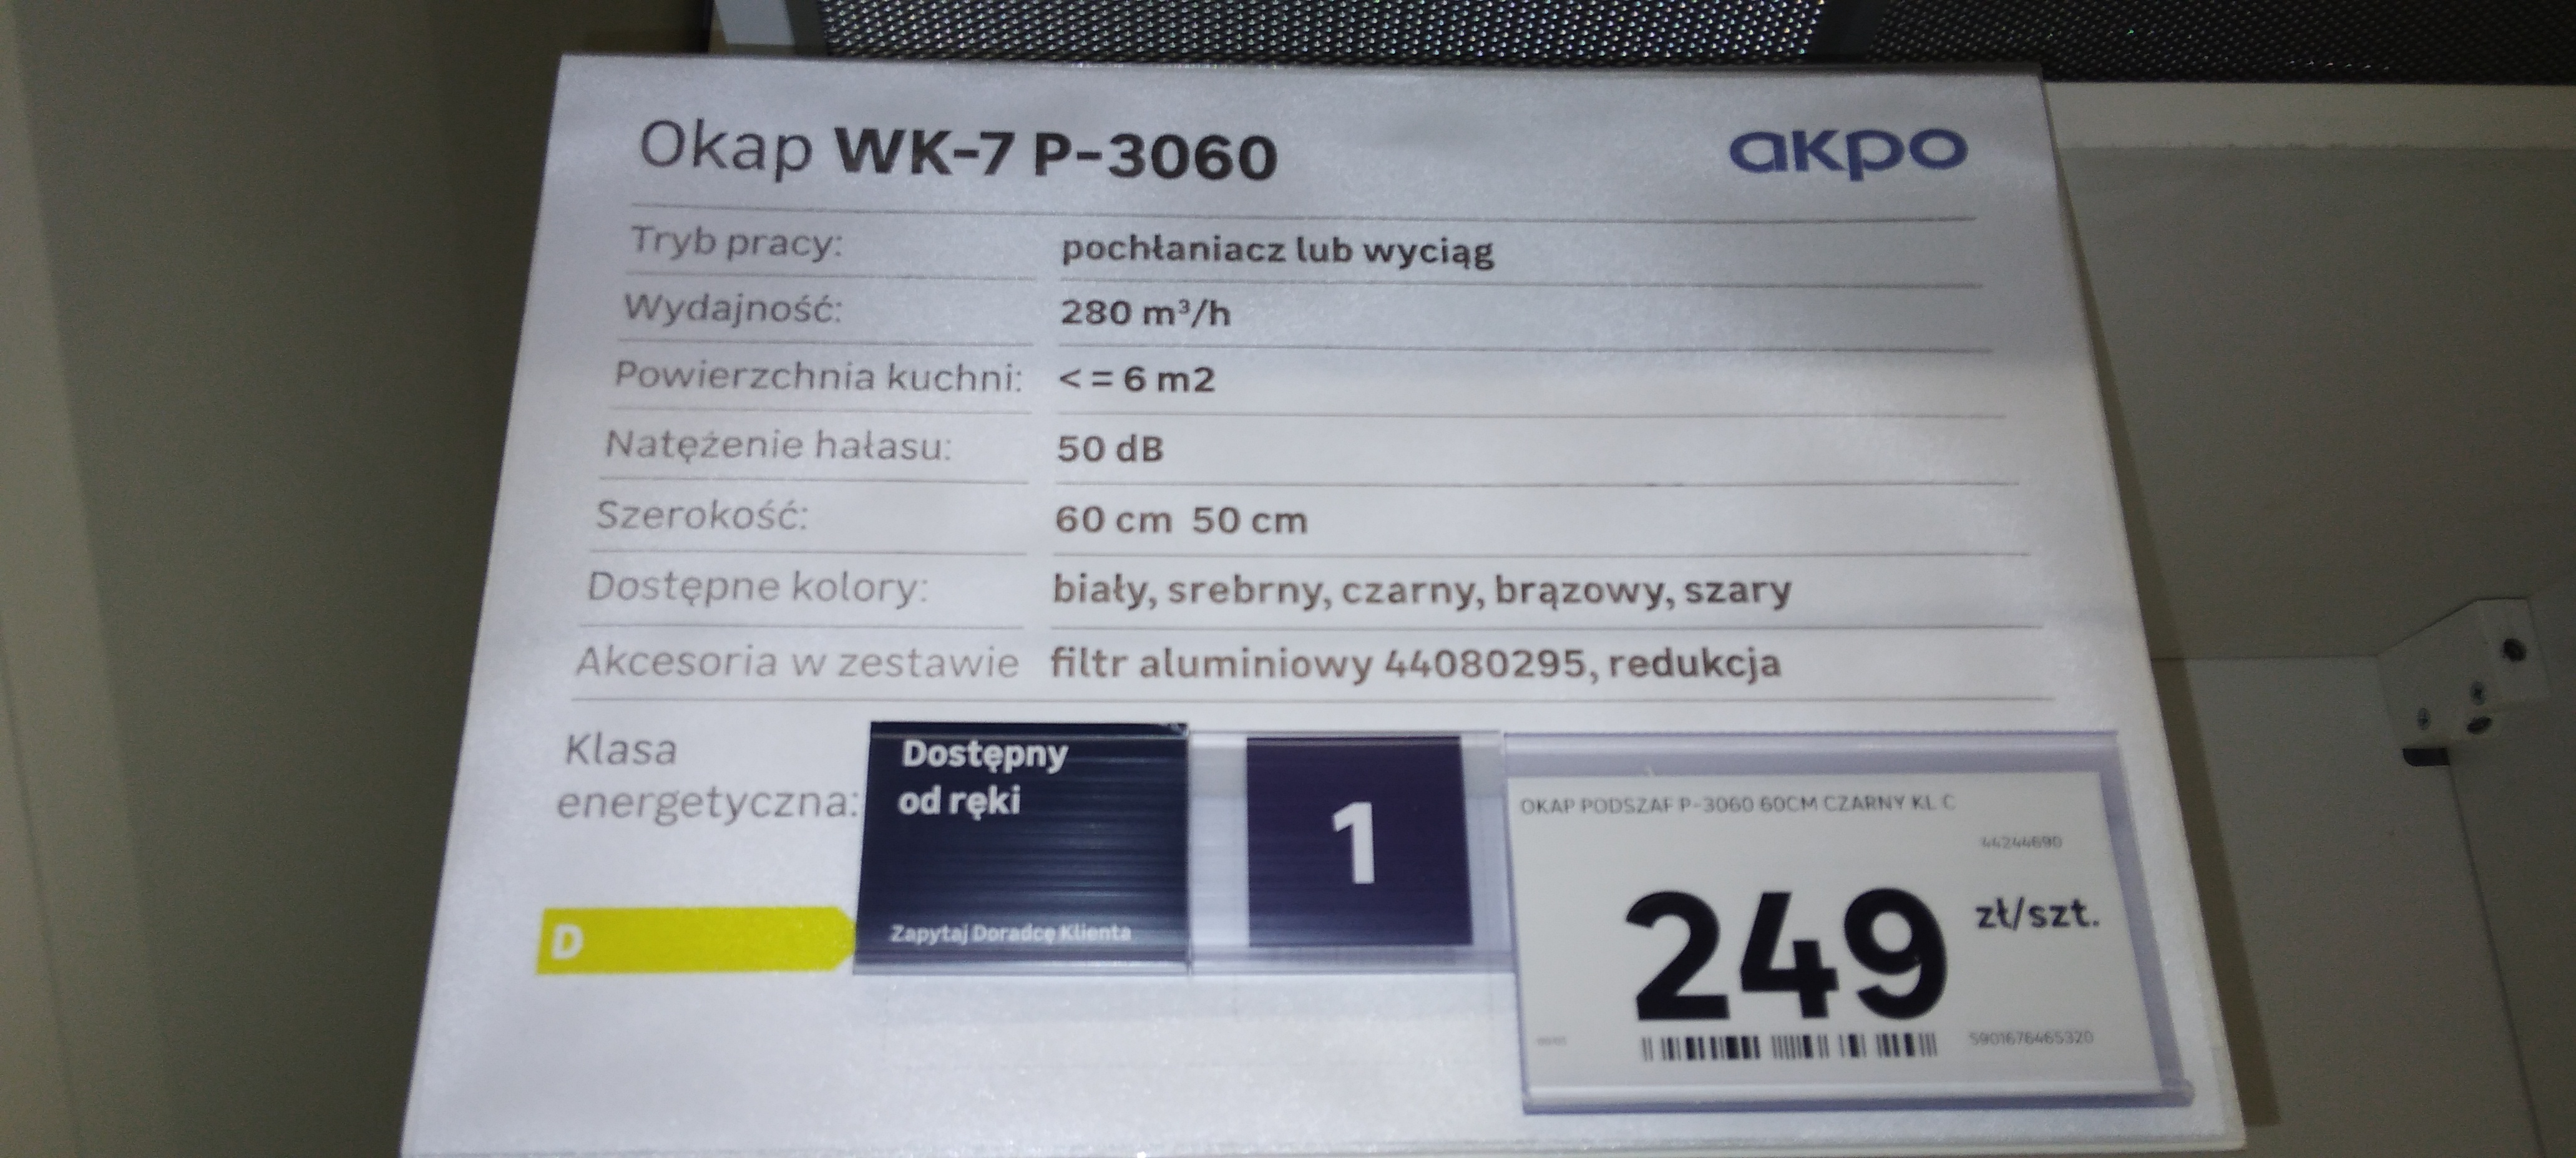 Okap WK-7 P-3060
akpo
Tryb pracy: pochłaniacz lub wyciąg
Wydajność: 280 m³/h
Powierzchnia kuchni: < = 6 m2
Natężenie hałasu: 50 dB
Szerokość: 60 cm 50 cm
Dostępne kolory: biały, srebrny, czarny, brązowy, szary
Akcesoria w zestawie filtr aluminiowy 44080295, redukcja
Klasa
energetyczna:
D
Dostępny
od ręki
Zapytaj Doradcę Klienta
1
OKAP PODSZAF P-3060 60CM CZARNY KL C
44244690
249 zł/szt.
5901676465320